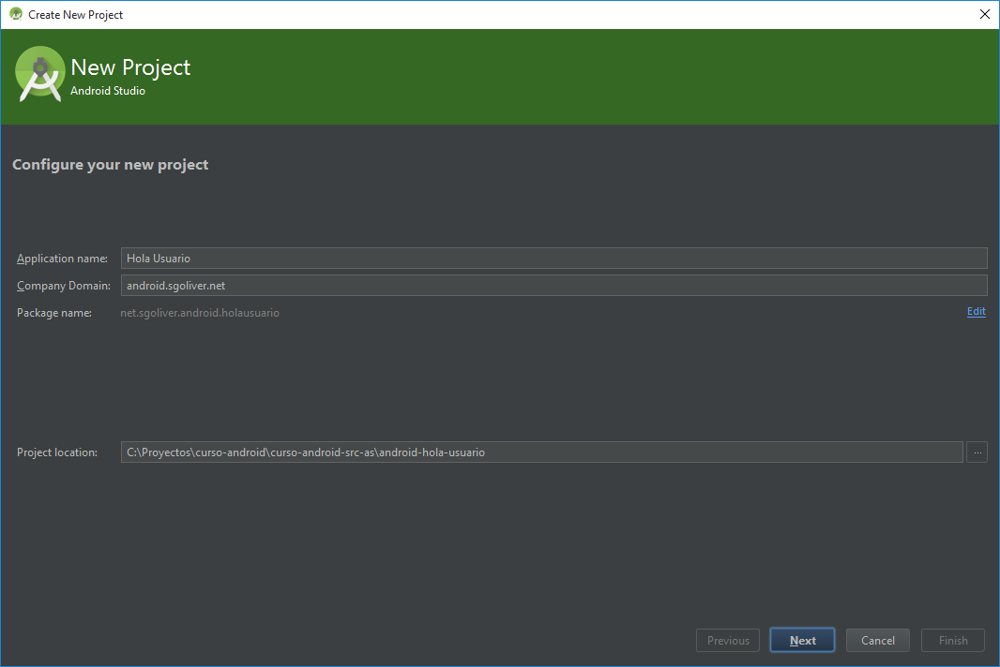 Create New Project
New Project
Android Studio
Configure your new project
Application name: Hola Usuario
Company Domain: android.sgoliver.net
Package name: net.sgoliver.android.holausuario Edit
Project location: C:\Proyectos\curso-android\curso-android-src-as\android-hola-usuario ...
Previous Next Cancel Finish